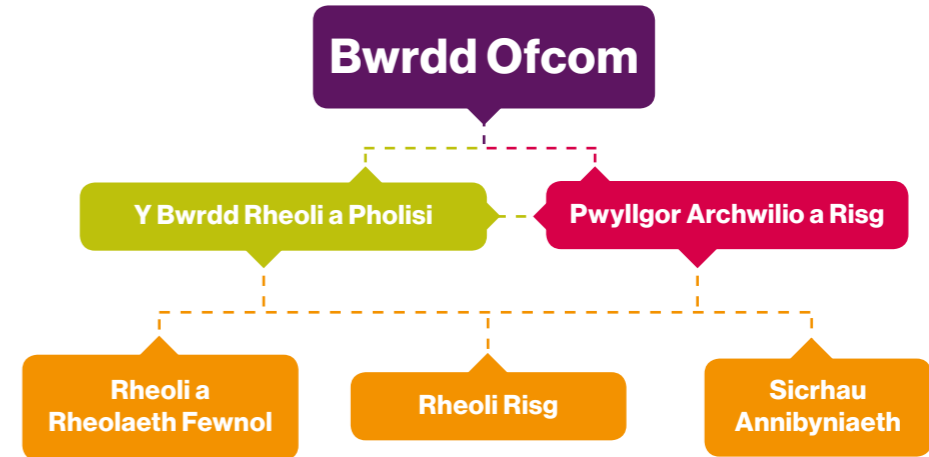 Bwrdd Ofcom
Y Bwrdd Rheoli a Pholisi
Pwyllgor Archwilio a Risg
Rheoli a
Rheolaeth Fewnol
Rheoli Risg
Sicrhau
Annibyniaeth